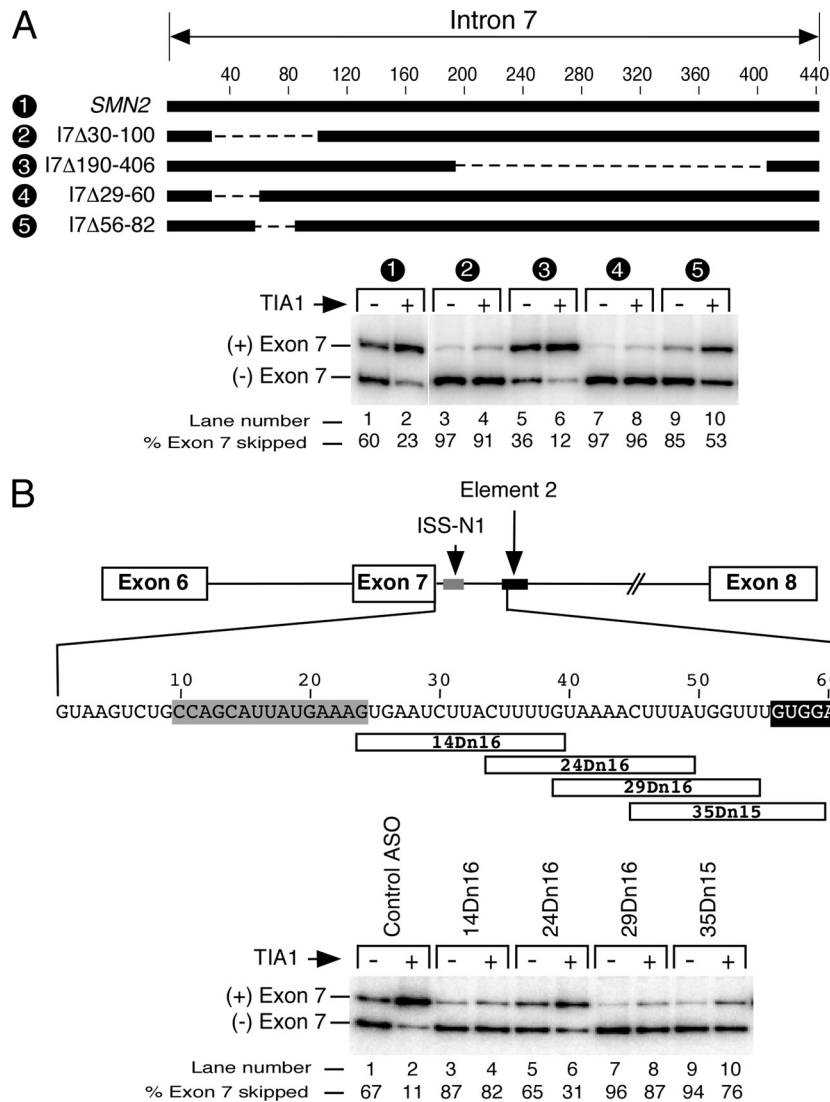 A
Intron 7
40 80 120 160 200 240 280 320 360 400 440
1 SMN2
2 I7Δ30-100
3 I7Δ190-406
4 I7Δ29-60
5 I7Δ56-82
1 2 3 4 5
TIA1 - + - + - + - + - +
(+) Exon 7
(-) Exon 7
Lane number — 1 2 3 4 5 6 7 8 9 10
% Exon 7 skipped — 60 23 97 91 36 12 97 96 85 53
B
Element 2
ISS-N1
Exon 6 Exon 7 // Exon 8
10 20 30 40 50 60
GUAAGUCUGCCAGCAUUAUGAAAGUGAAUCUUACUUUUGUAAAACUUUAUGGUUUGUGGA
14Dn16
24Dn16
29Dn16
35Dn15
Control ASO 14Dn16 24Dn16 29Dn16 35Dn15
TIA1 - + - + - + - + - +
(+) Exon 7
(-) Exon 7
Lane number — 1 2 3 4 5 6 7 8 9 10
% Exon 7 skipped — 67 11 87 82 65 31 96 87 94 76